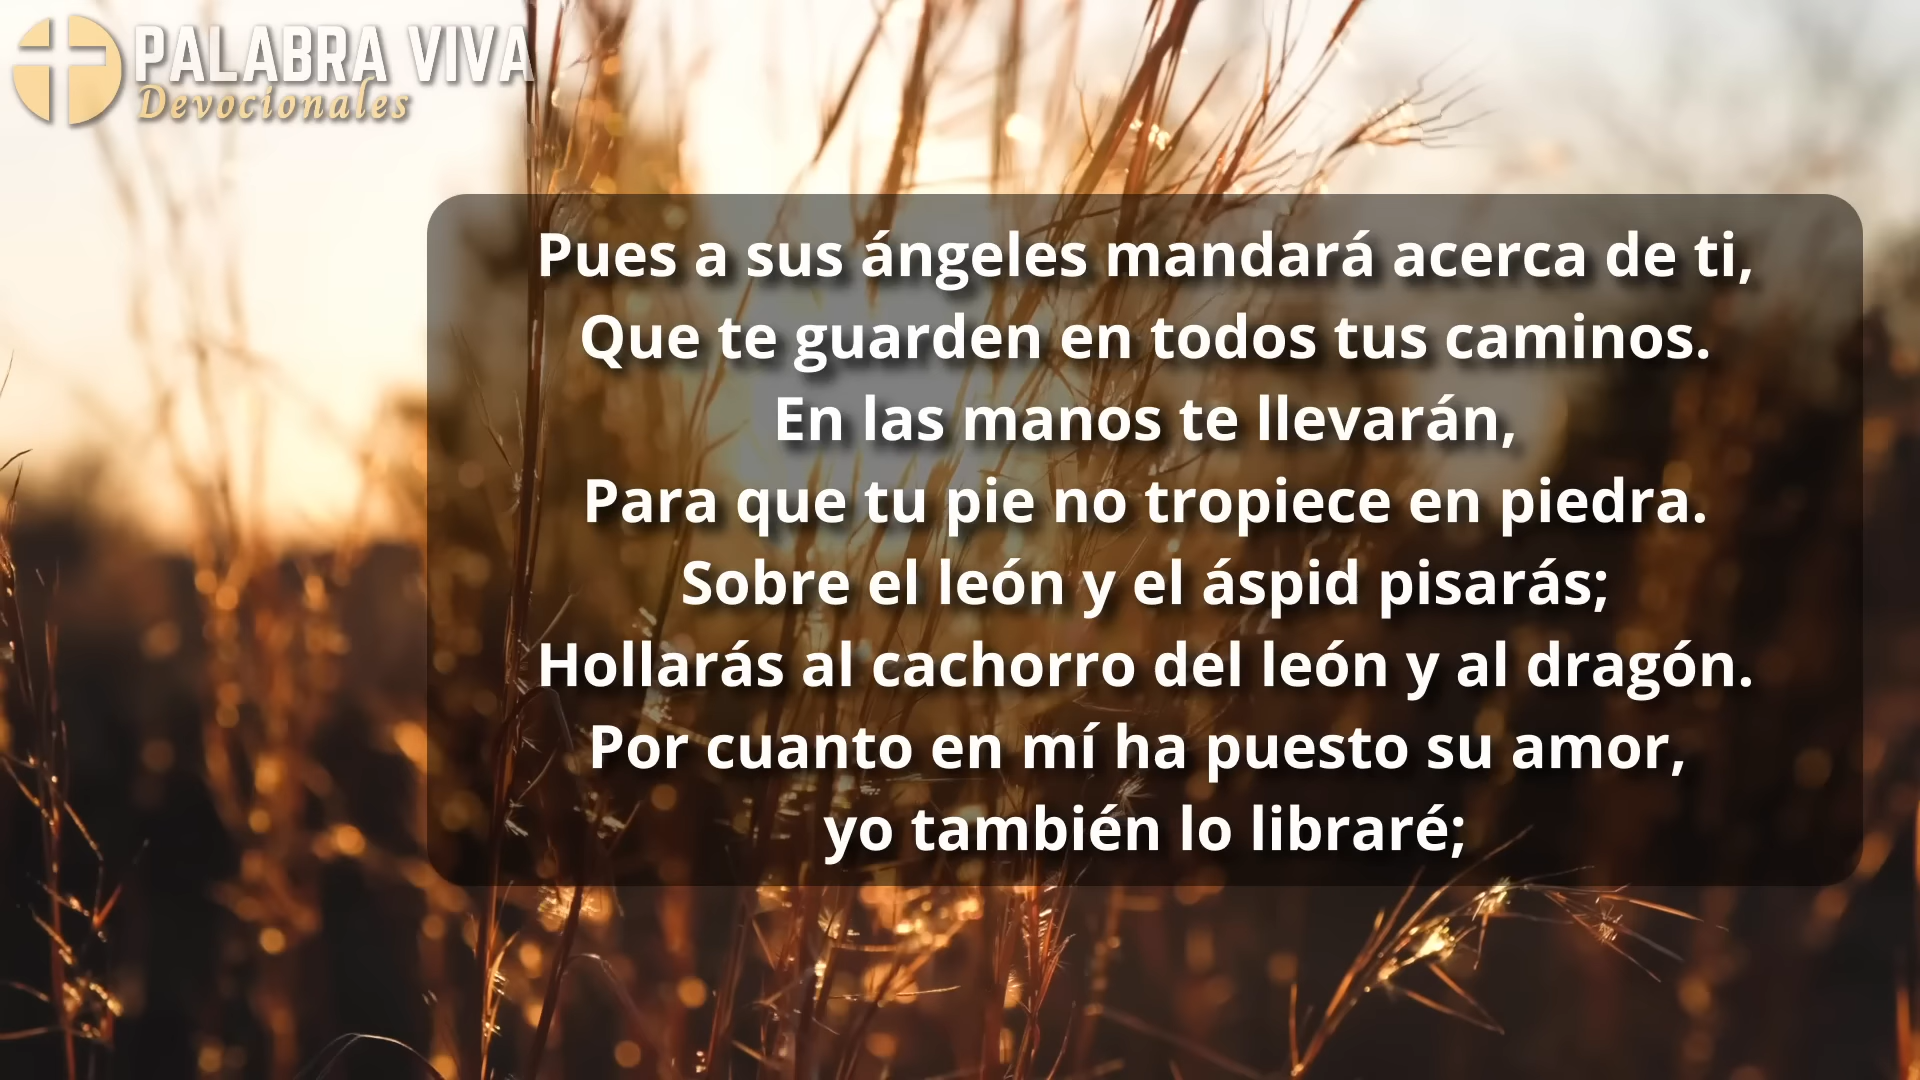 PALABRA VIVA
Devocionales
Pues a sus ángeles mandará acerca de ti,
Que te guarden en todos tus caminos.
En las manos te llevarán,
Para que tu pie no tropiece en piedra.
Sobre el león y el áspid pisarás;
Hollarás al cachorro del león y al dragón.
Por cuanto en mí ha puesto su amor,
yo también lo libraré;